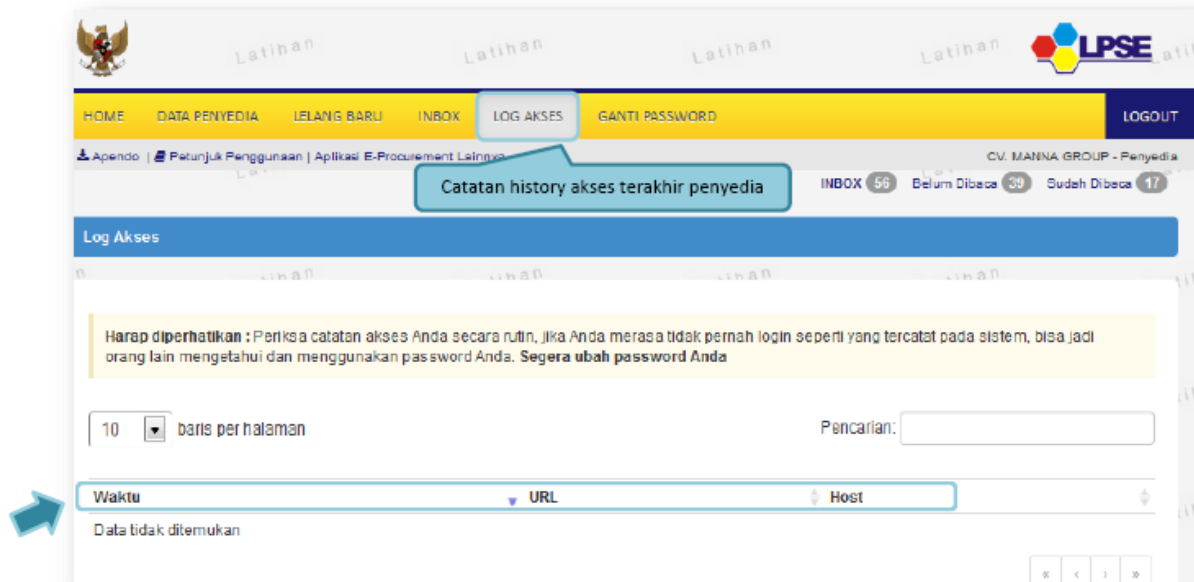 Latihan Latihan Latihan Latihan LPSE
HOME DATA PENYEDIA LELANG BARU INBOX LOG AKSES GANTI PASSWORD LOGOUT
Apendo | Petunjuk Penggunaan | Aplikasi E-Procurement Lainnya CV. MANNA GROUP - Penyedia
Catatan history akses terakhir penyedia
INBOX 56 Belum Dibaca 39 Sudah Dibaca 17
Log Akses
Harap diperhatikan : Periksa catatan akses Anda secara rutin, jika Anda merasa tidak pernah login seperti yang tercatat pada sistem, bisa jadi
orang lain mengetahui dan menggunakan password Anda. Segera ubah password Anda
10 baris per halaman Pencarian:
Waktu URL Host
Data tidak ditemukan
« ‹ › »